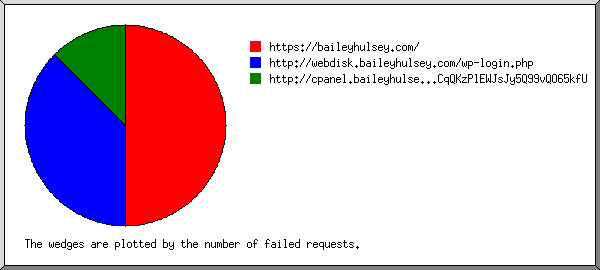 https://baileyhulsey.com/
http://webdisk.baileyhulsey.com/wp-login.php
http://cpanel.baileyhulse...CqQKzPlEWJsJy5Q99vQO65kfU
The wedges are plotted by the number of failed requests.